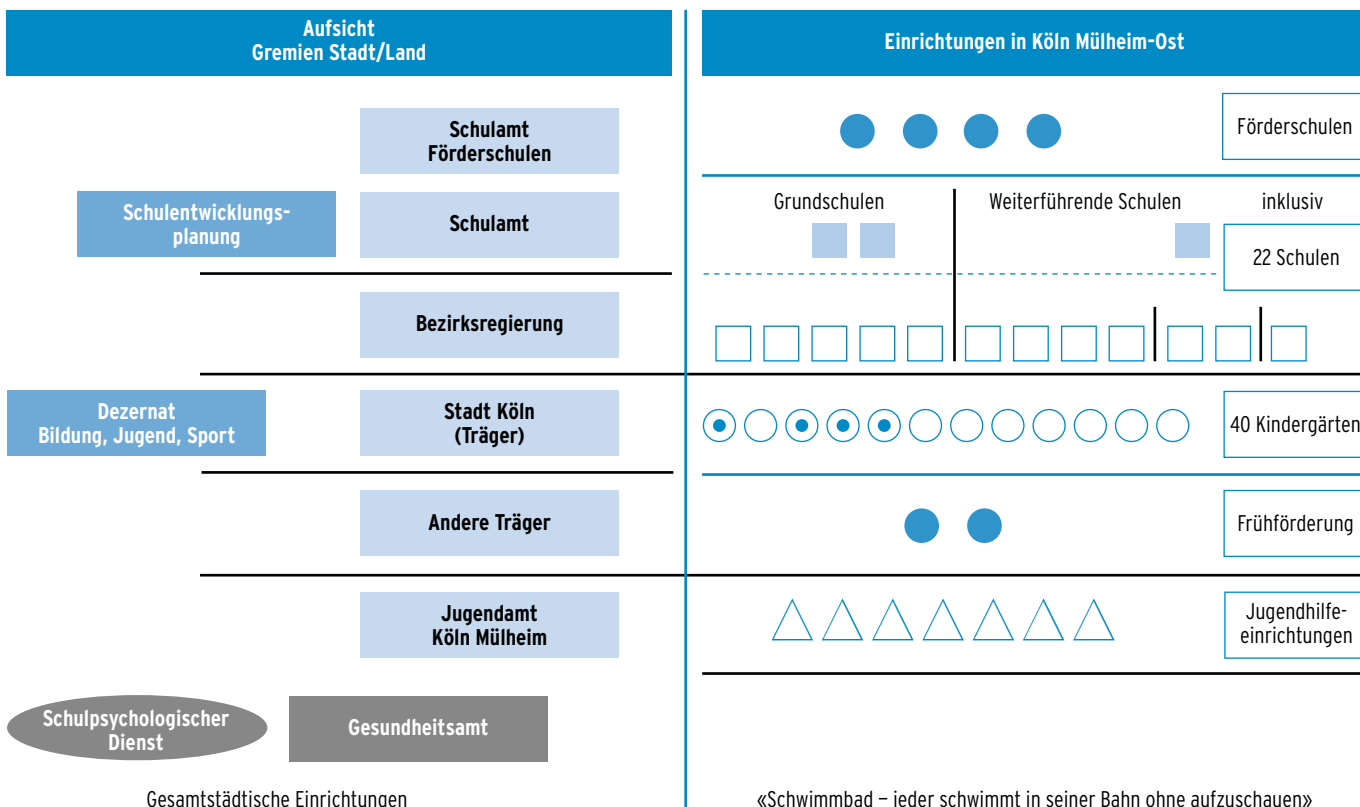 Aufsicht
Gremien Stadt/Land
Einrichtungen in Köln Mülheim-Ost
Schulamt
Förderschulen
Förderschulen
Schulentwicklungs-
planung
Schulamt
Grundschulen
Weiterführende Schulen
inklusiv
22 Schulen
Bezirksregierung
Dezernat
Bildung, Jugend, Sport
Stadt Köln
(Träger)
40 Kindergärten
Andere Träger
Frühförderung
Jugendamt
Köln Mülheim
Jugendhilfe-
einrichtungen
Schulpsychologischer
Dienst
Gesundheitsamt
Gesamtstädtische Einrichtungen
«Schwimmbad – jeder schwimmt in seiner Bahn ohne aufzuschauen»